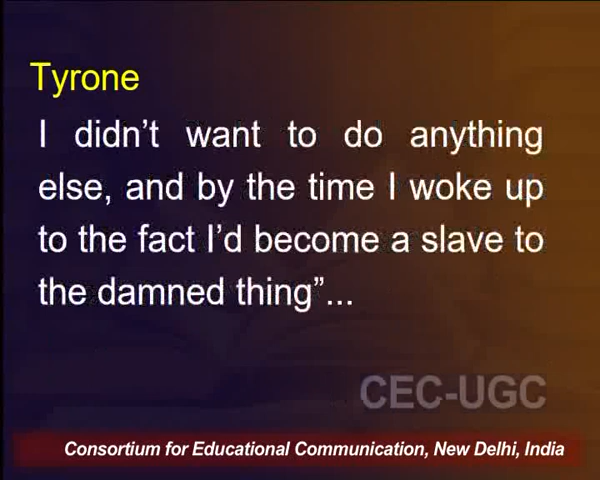 Tyrone
I didn’t want to do anything
else, and by the time I woke up
to the fact I’d become a slave to
the damned thing”...
CEC-UGC
Consortium for Educational Communication, New Delhi, India